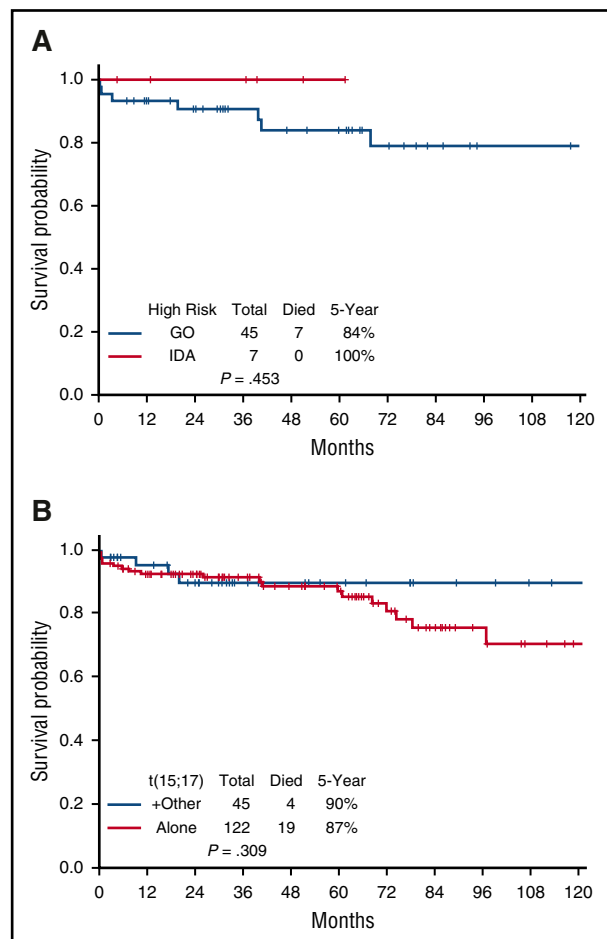 A
Survival probability
1.0
0.8
0.6
0.4
0.2
0.0
High Risk Total Died 5-Year
GO 45 7 84%
IDA 7 0 100%
P = .453
0 12 24 36 48 60 72 84 96 108 120
Months
B
Survival probability
1.0
0.8
0.6
0.4
0.2
0.0
t(15;17) Total Died 5-Year
+Other 45 4 90%
Alone 122 19 87%
P = .309
0 12 24 36 48 60 72 84 96 108 120
Months